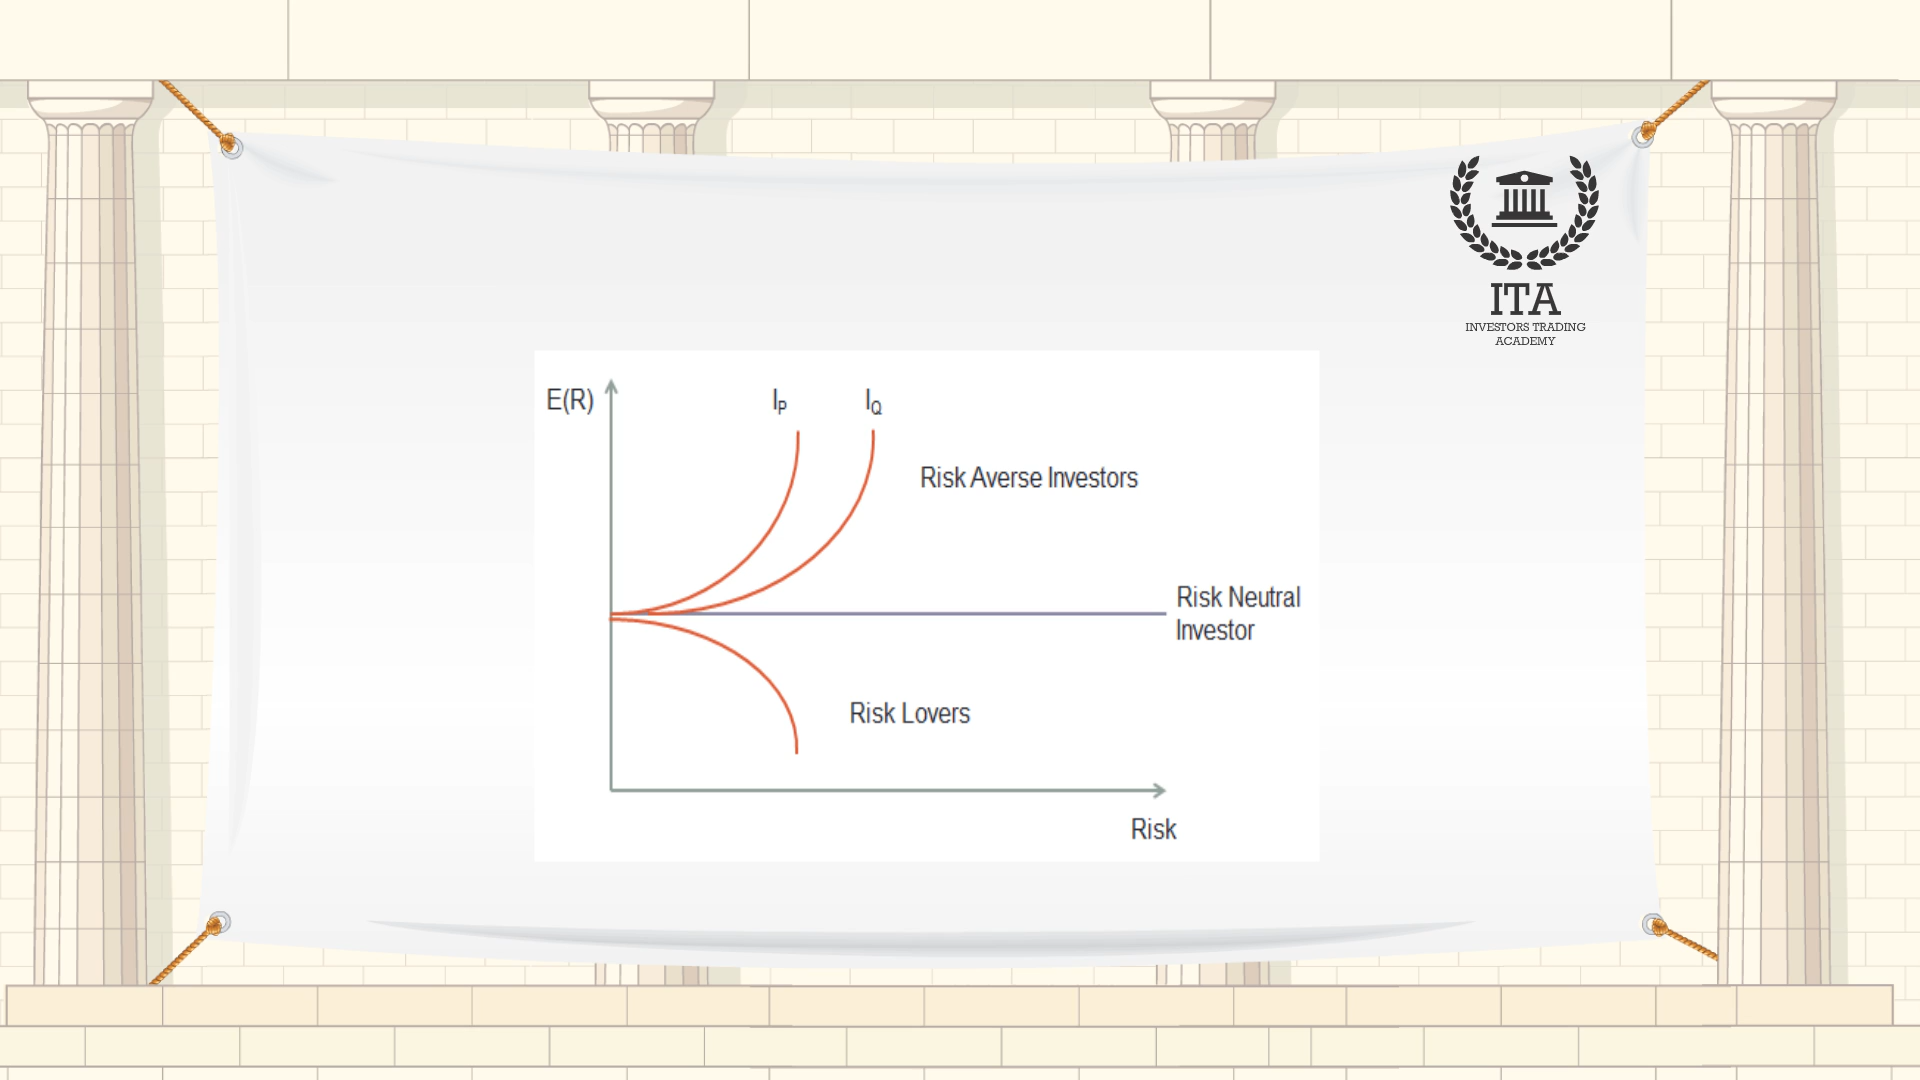 ITA
INVESTORS TRADING
ACADEMY
E(R)
IP
IQ
Risk Averse Investors
Risk Neutral
Investor
Risk Lovers
Risk